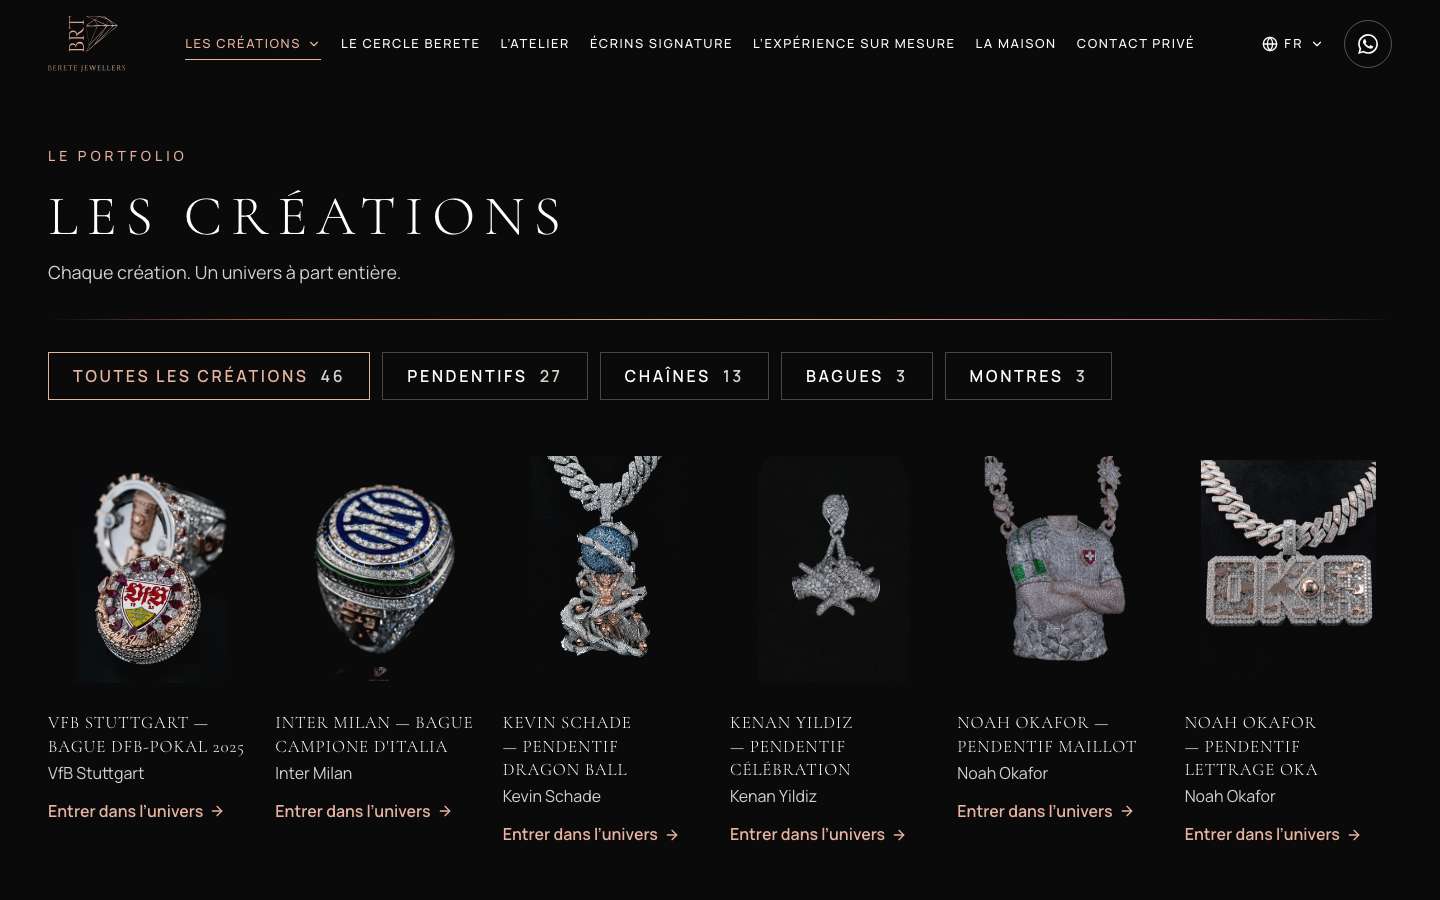 BRT
BERETE JEWELLERS
LES CRÉATIONS
LE CERCLE BERETE
L'ATELIER
ÉCRINS SIGNATURE
L'EXPÉRIENCE SUR MESURE
LA MAISON
CONTACT PRIVÉ
FR
LE PORTFOLIO
LES CRÉATIONS
Chaque création. Un univers à part entière.
TOUTES LES CRÉATIONS 46
PENDENTIFS 27
CHAÎNES 13
BAGUES 3
MONTRES 3
OKA
VFB STUTTGART —
BAGUE DFB-POKAL 2025
VfB Stuttgart
Entrer dans l'univers →
INTER MILAN — BAGUE
CAMPIONE D'ITALIA
Inter Milan
Entrer dans l'univers →
KEVIN SCHADE
— PENDENTIF
DRAGON BALL
Kevin Schade
Entrer dans l'univers →
KENAN YILDIZ
— PENDENTIF
CÉLÉBRATION
Kenan Yildiz
Entrer dans l'univers →
NOAH OKAFOR —
PENDENTIF MAILLOT
Noah Okafor
Entrer dans l'univers →
NOAH OKAFOR
— PENDENTIF
LETTRAGE OKA
Noah Okafor
Entrer dans l'univers →